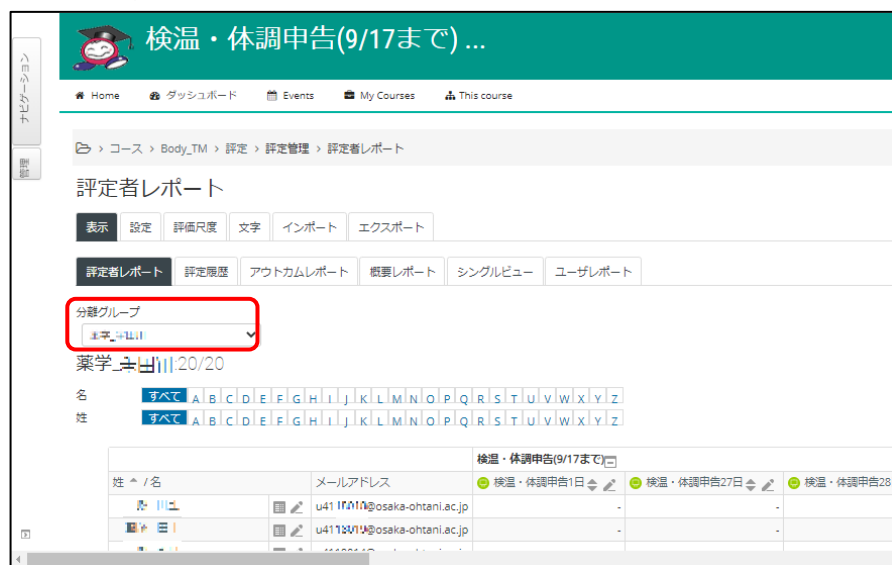 検温・体調申告(9/17まで) ...
ナビゲーション
管理
Home ダッシュボード Events My Courses This course
› コース › Body_TM › 評定 › 評定管理 › 評定者レポート
評定者レポート
表示 設定 評価尺度 文字 インポート エクスポート
評定者レポート 評定履歴 アウトカムレポート 概要レポート シングルビュー ユーザレポート
分離グループ
薬学_
薬学_ :20/20
名 すべて A B C D E F G H I J K L M N O P Q R S T U V W X Y Z
姓 すべて A B C D E F G H I J K L M N O P Q R S T U V W X Y Z
検温・体調申告(9/17まで)
姓 /名 メールアドレス 検温・体調申告1日 検温・体調申告27日 検温・体調申告28
@osaka-ohtani.ac.jp - -
@osaka-ohtani.ac.jp - -